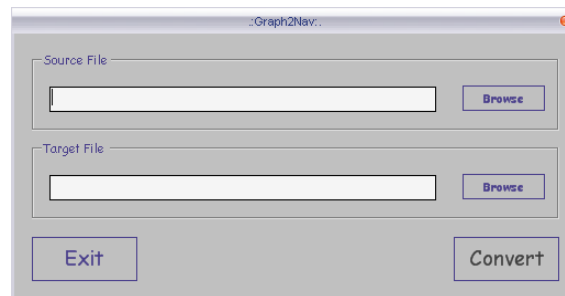 .:Graph2Nav:.
Source File
Browse
Target File
Browse
Exit
Convert